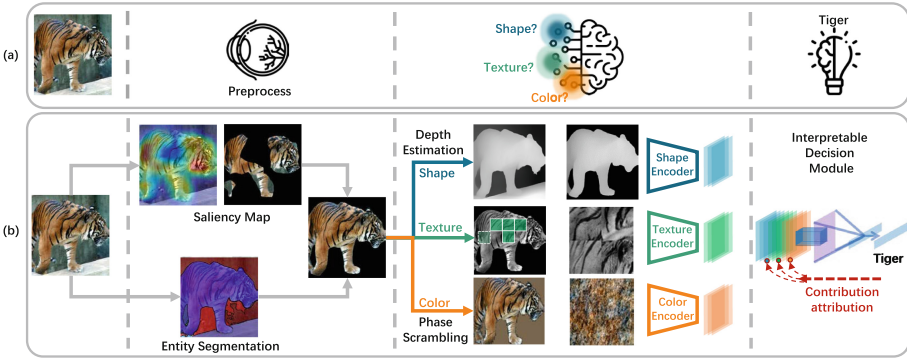 (a)
Preprocess
Shape?
Texture?
Color?
Tiger
(b)
Saliency Map
Entity Segmentation
Depth
Estimation
Shape
Texture
Color
Phase
Scrambling
Shape
Encoder
Texture
Encoder
Color
Encoder
Interpretable
Decision
Module
Tiger
Contribution
attribution